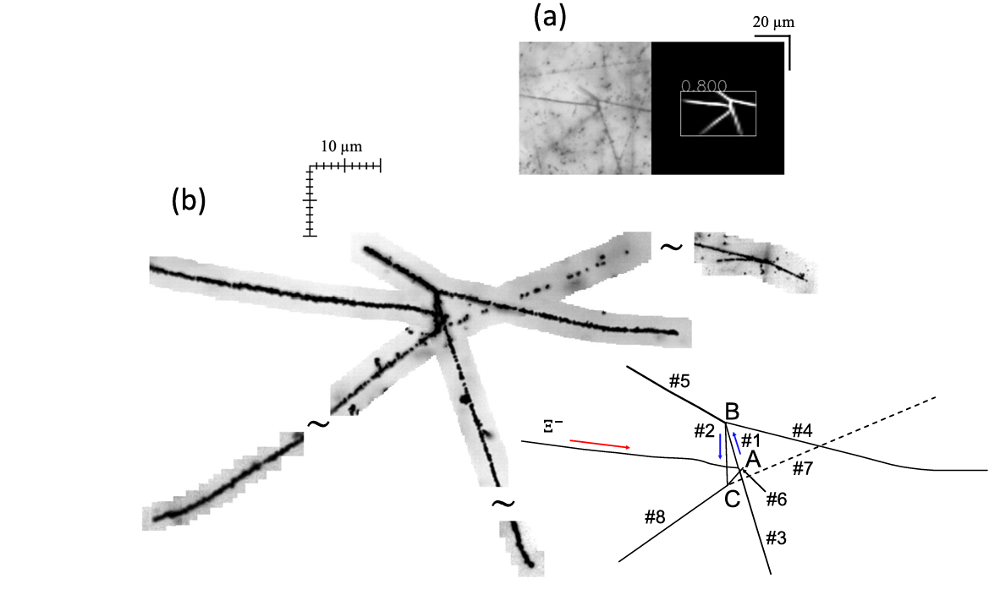 (a)
20 µm
0.800
10 µm
(b)
~
~
~
#5
B
Ξ⁻
#2
#1
#4
A
#7
C
#6
#8
#3